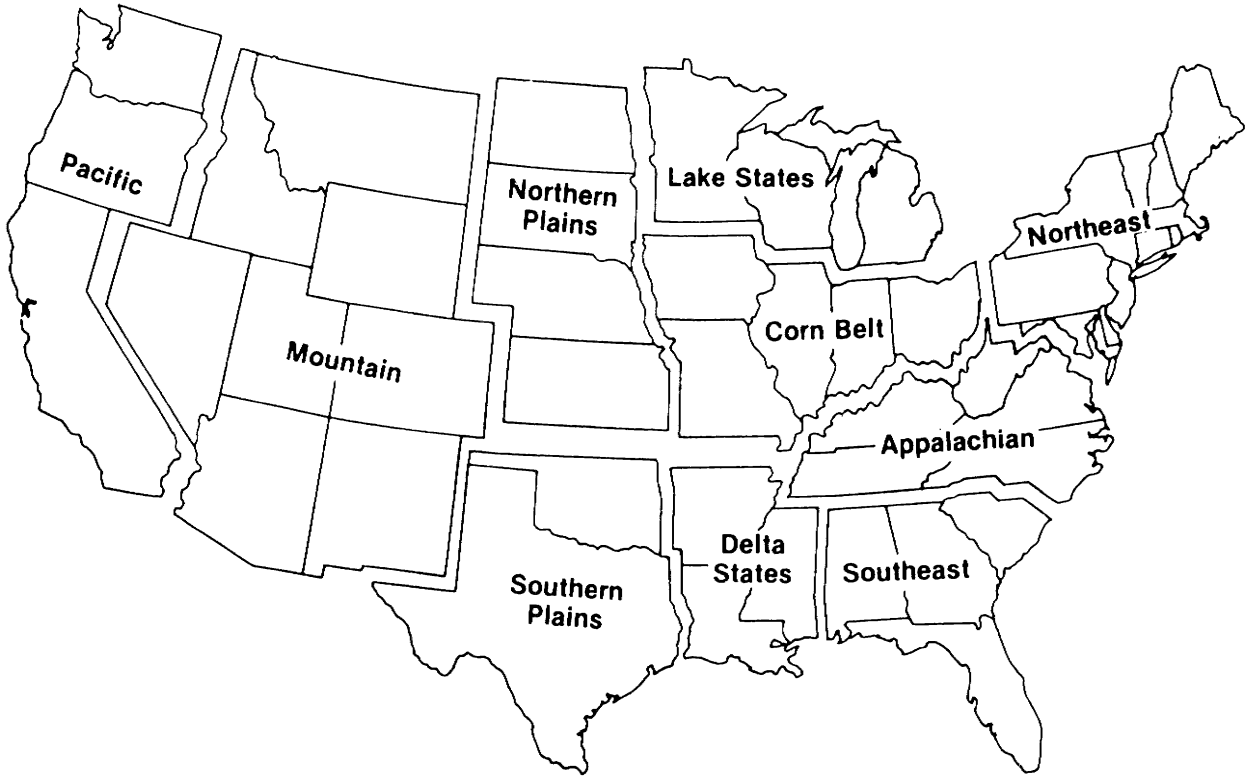 Pacific
Mountain
Northern
Plains
Lake States
Corn Belt
Northeast
Appalachian
Southern
Plains
Delta
States
Southeast